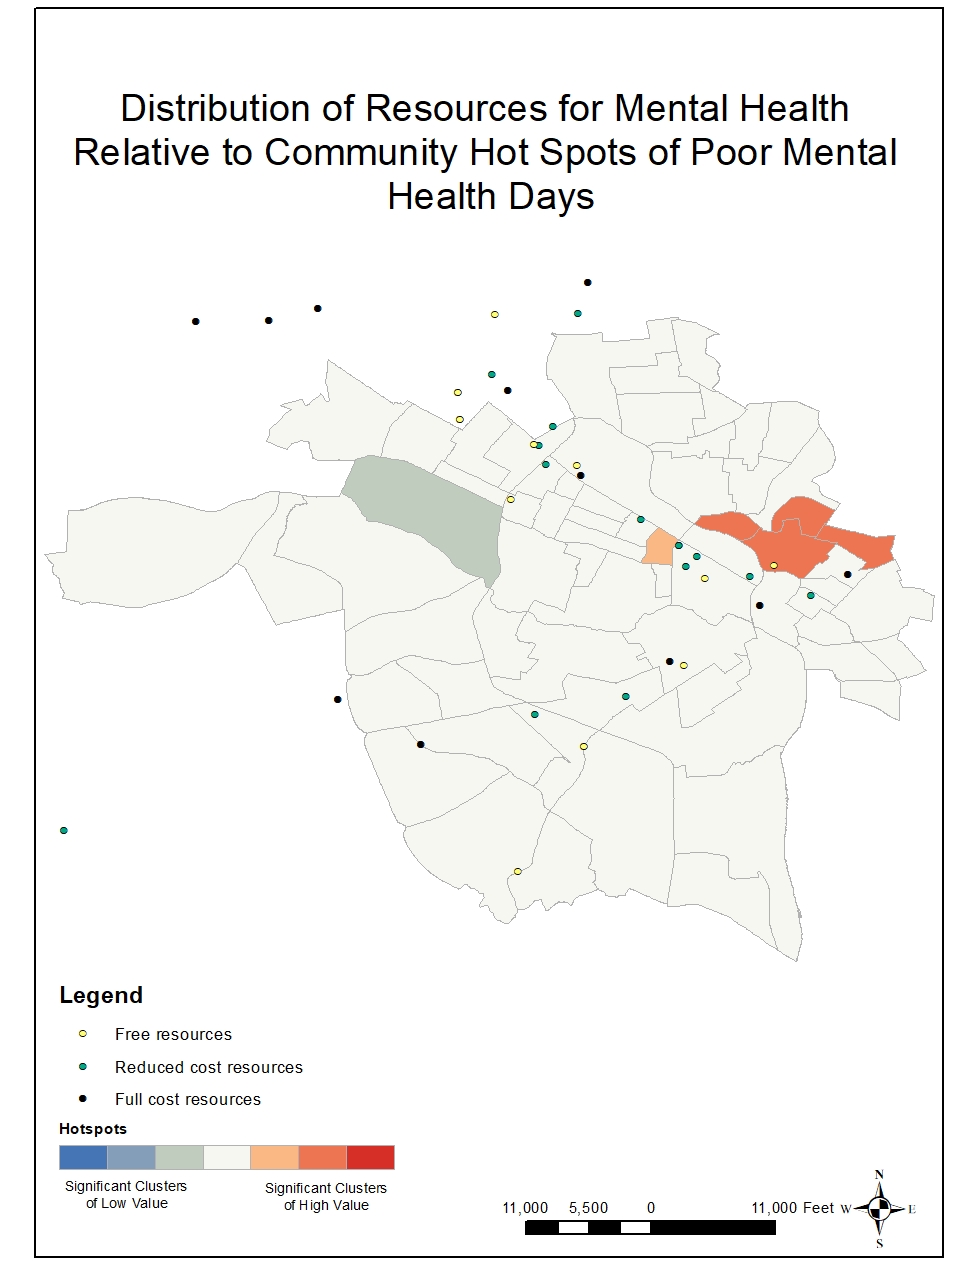 Distribution of Resources for Mental Health
Relative to Community Hot Spots of Poor Mental
Health Days
Legend
Free resources
Reduced cost resources
Full cost resources
Hotspots
Significant Clusters
of Low Value
Significant Clusters
of High Value
11,000 5,500 0 11,000 Feet
N
W E
S